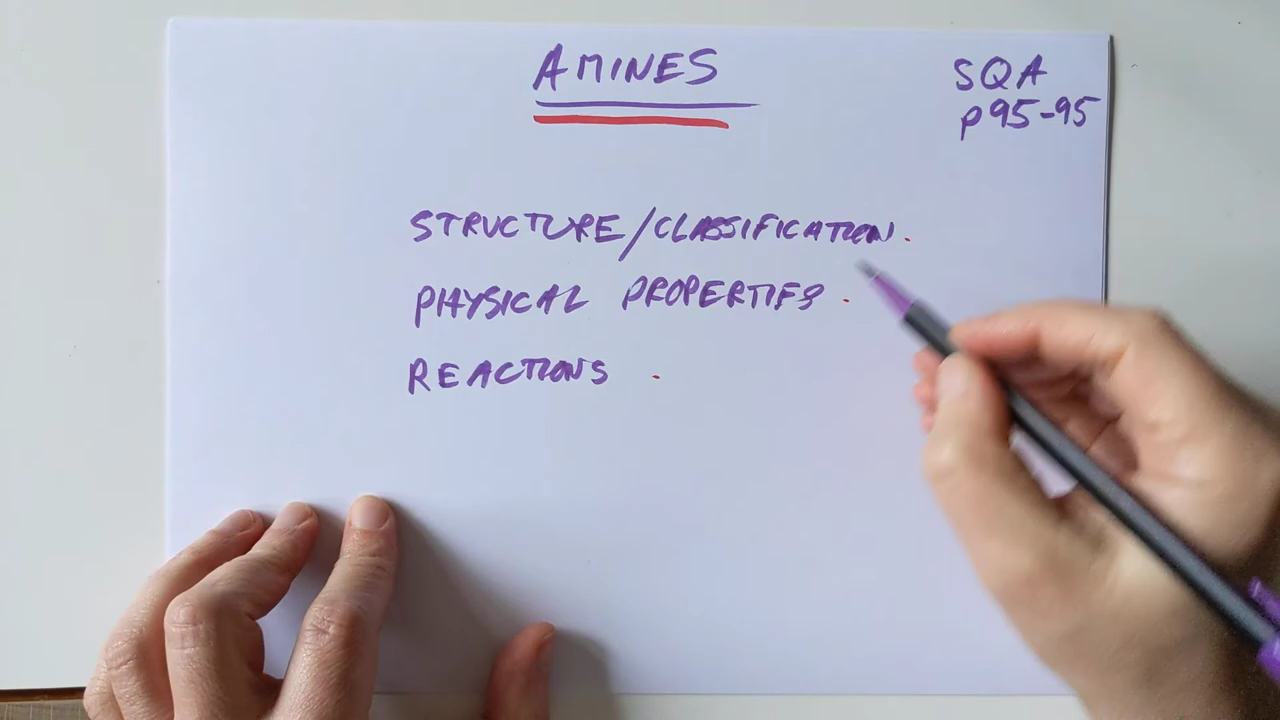 AMINES
SQA
p95-95
STRUCTURE/CLASSIFICATION.
PHYSICAL PROPERTIES.
REACTIONS .